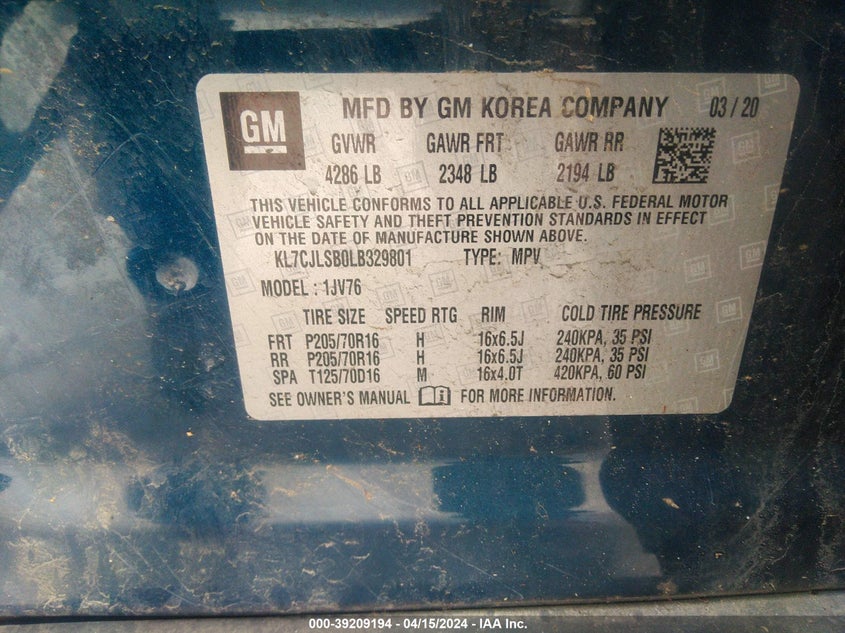 GM
MFD BY GM KOREA COMPANY 03/20
GVWR GAWR FRT GAWR RR
4286 LB 2348 LB 2194 LB
THIS VEHICLE CONFORMS TO ALL APPLICABLE U.S. FEDERAL MOTOR
VEHICLE SAFETY AND THEFT PREVENTION STANDARDS IN EFFECT
ON THE DATE OF MANUFACTURE SHOWN ABOVE.
KL7CJLSB0LB329801 TYPE: MPV
MODEL : 1JV76
TIRE SIZE SPEED RTG RIM COLD TIRE PRESSURE
FRT P205/70R16 H 16x6.5J 240KPA, 35 PSI
RR P205/70R16 H 16x6.5J 240KPA, 35 PSI
SPA T125/70D16 M 16x4.0T 420KPA, 60 PSI
SEE OWNER'S MANUAL FOR MORE INFORMATION.
000-39209194 - 04/15/2024 - IAA Inc.